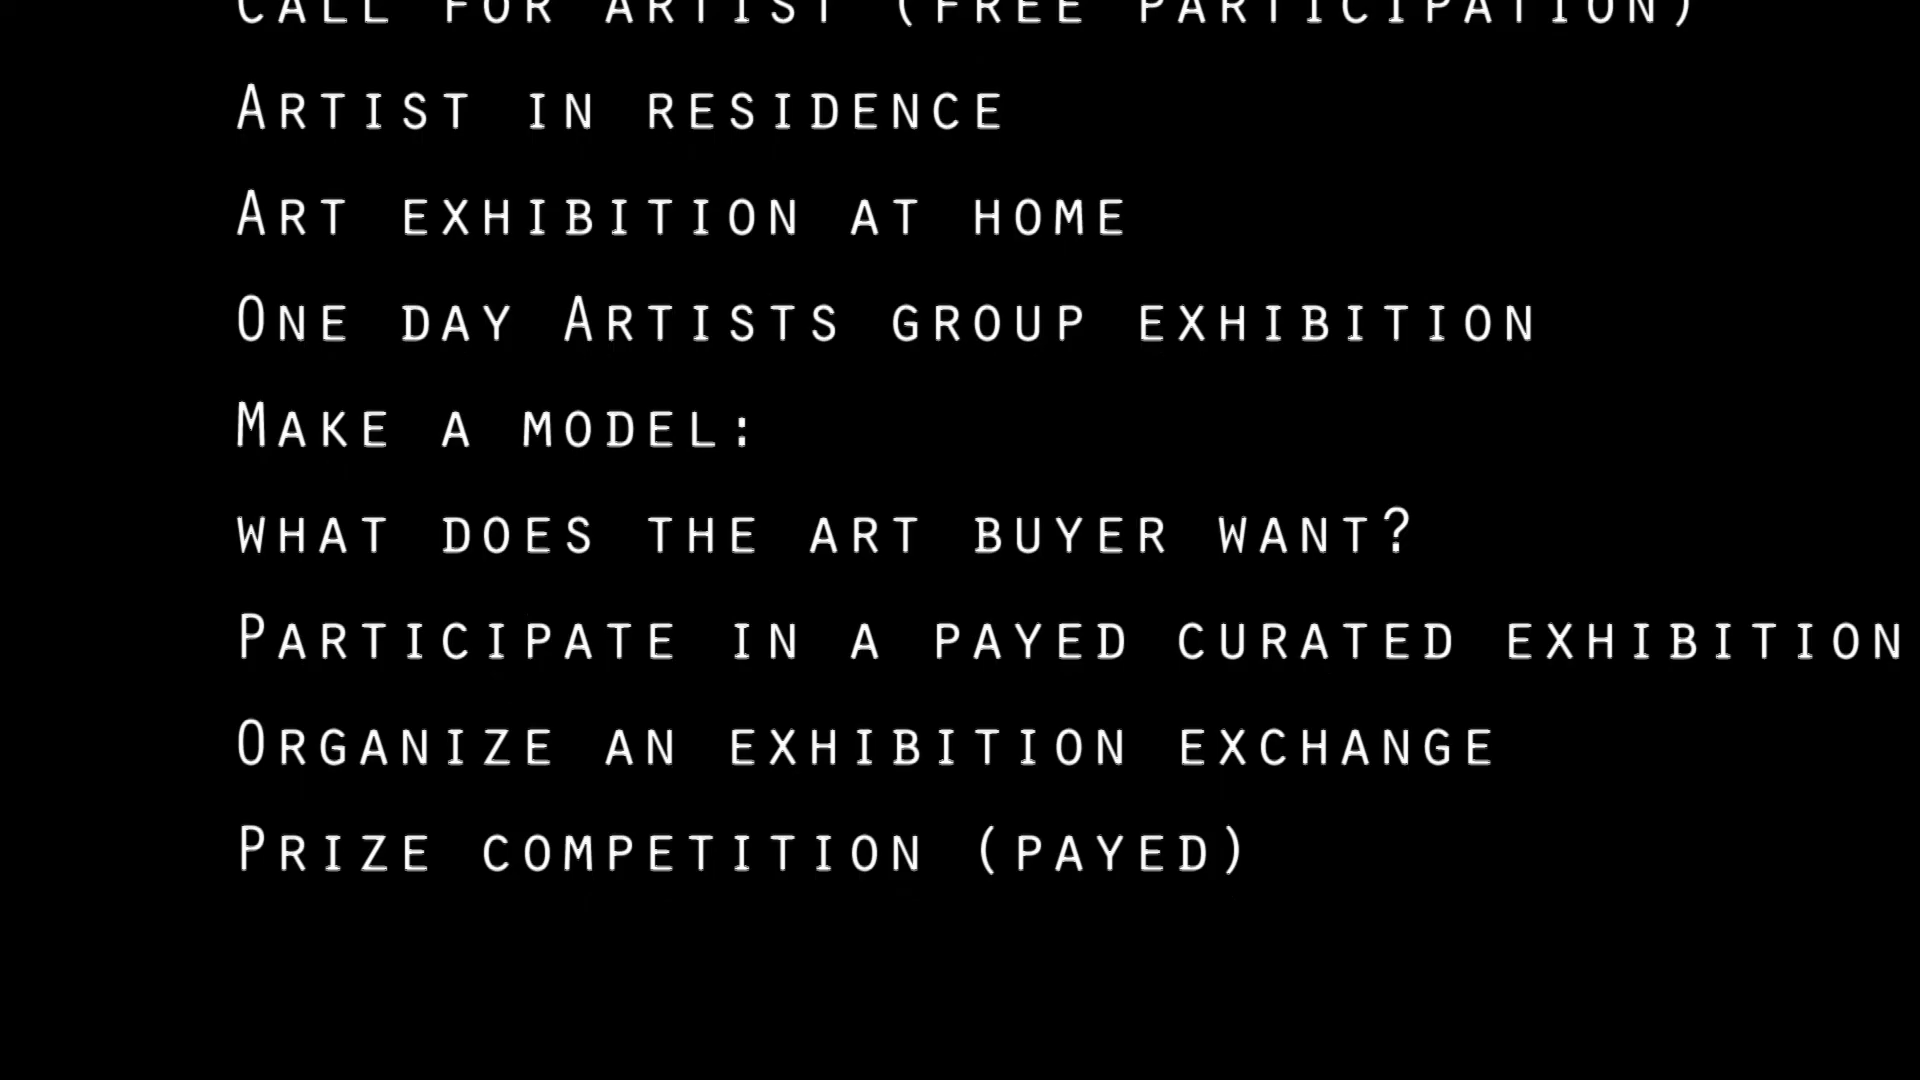 Call for artist (free participation)
Artist in residence
Art exhibition at home
One day Artists group exhibition
Make a model:
what does the art buyer want?
Participate in a payed curated exhibition
Organize an exhibition exchange
Prize competition (payed)